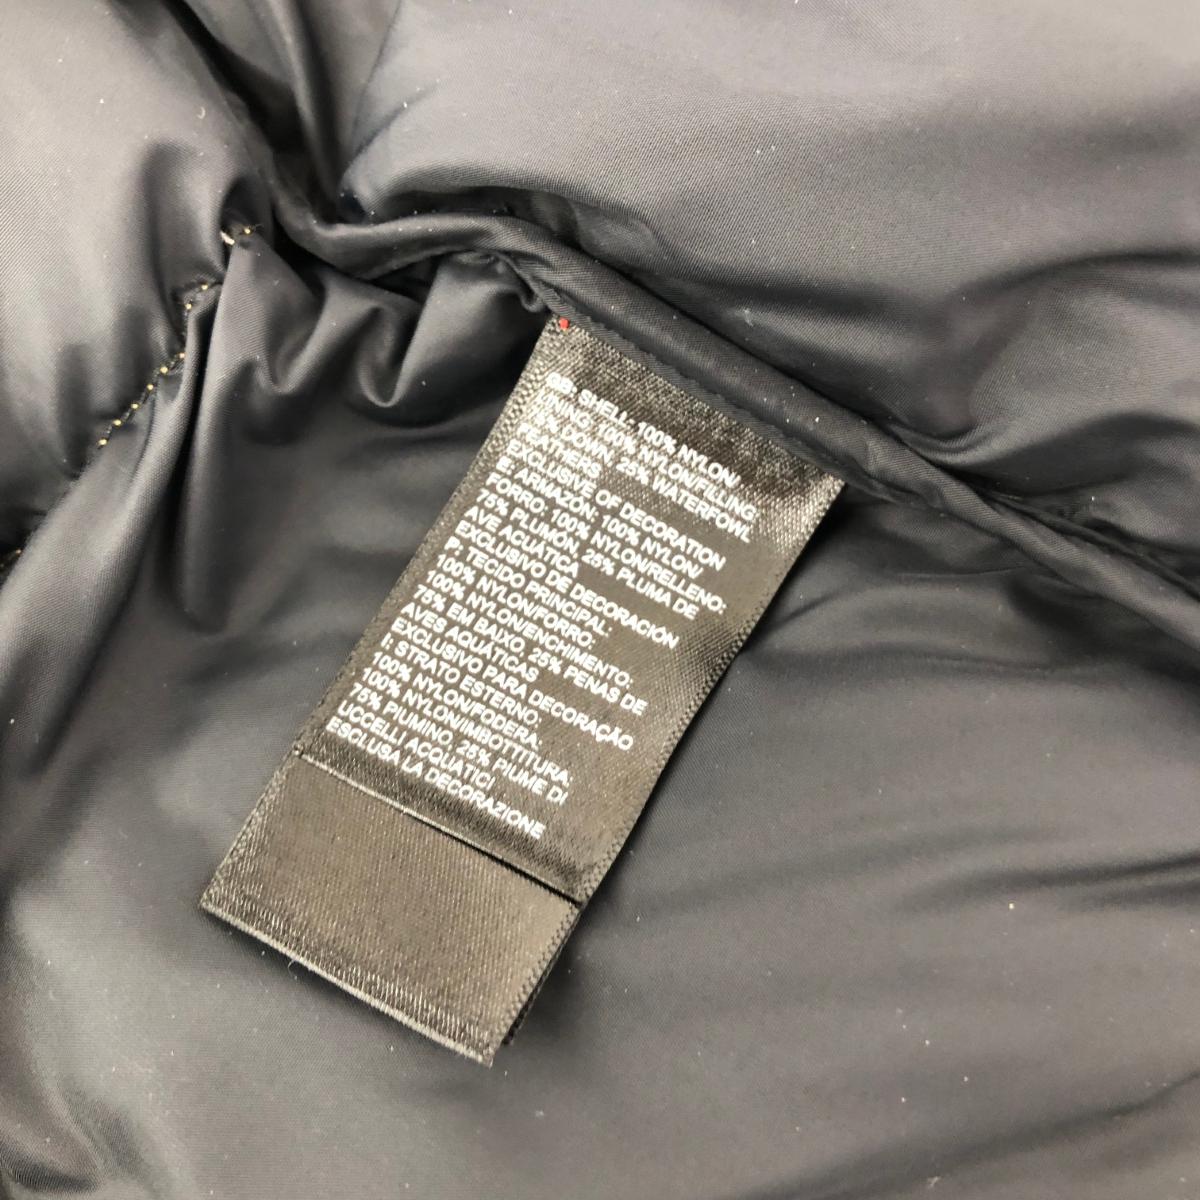 GB: SHELL: 100% NYLON/
LINING: 100% NYLON/FILLING
75% DOWN, 25% WATERFOWL
FEATHERS
EXCLUSIVE OF DECORATION
E: ARMAZÓN: 100% NYLON/
FORRO: 100% NYLON/RELLENO:
75% PLUMÓN, 25% PLUMA DE
AVE ACUÁTICA
EXCLUSIVO DE DECORACIÓN
P: TECIDO PRINCIPAL:
100% NYLON/FORRO.
100% NYLON/ENCHIMENTO.
75% EM BAIXO, 25% PENAS DE
AVES AQUÁTICAS
EXCLUSIVO PARA DECORAÇÃO
I: STRATO ESTERNO:
100% NYLON/FODERA.
100% NYLON/IMBOTTITURA.
75% PIUMINO, 25% PIUME DI
UCCELLI ACQUATICI
ESCLUSA LA DECORAZIONE